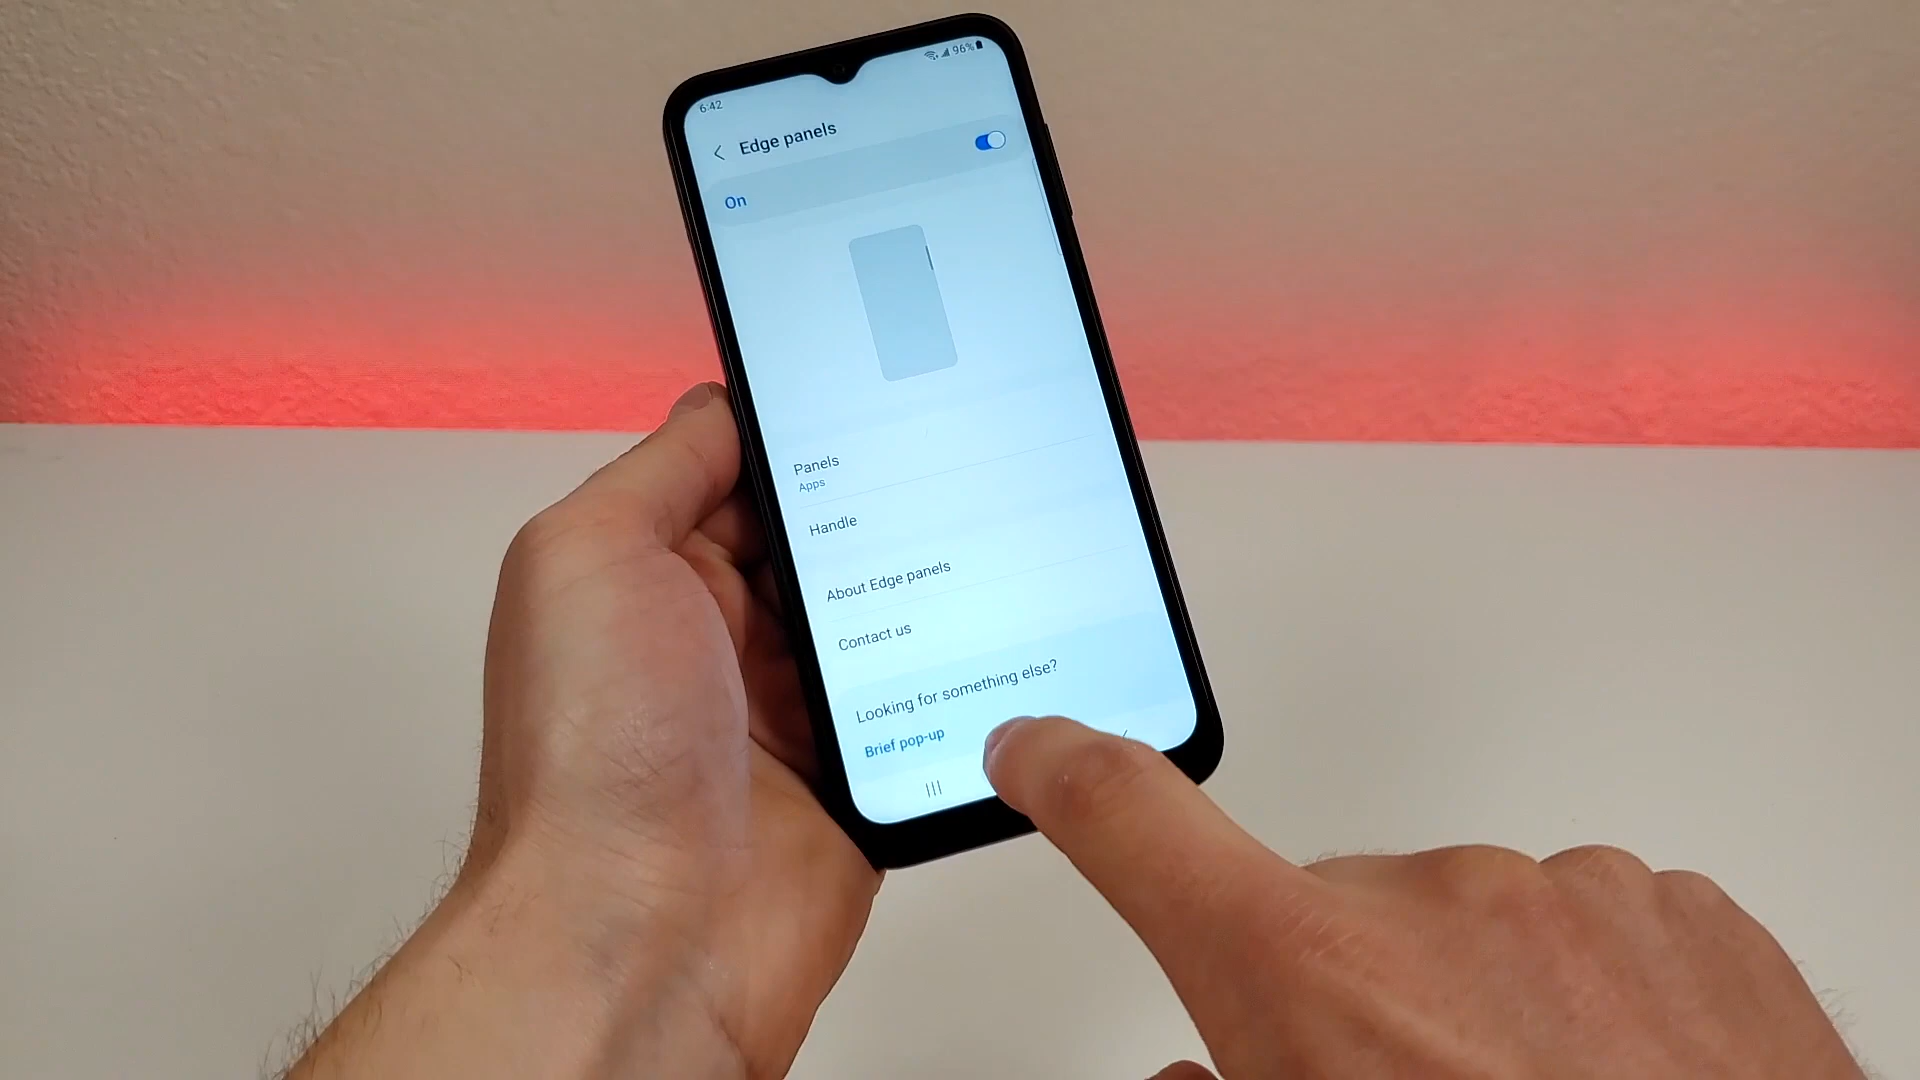 6:42
96%
Edge panels
On
Panels
Apps
Handle
About Edge panels
Contact us
Looking for something else?
Brief pop-up